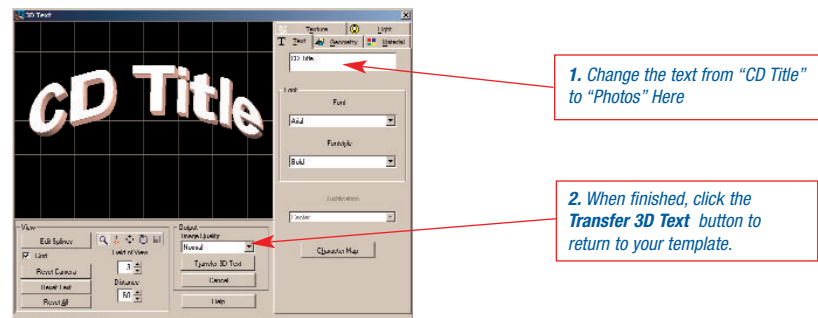 3D Text
CD Title
Texture
Light
Text
Geometry
Material
CD Title
Font
Font
Arial
Fontstyle
Bold
Justification
Center
Character Map
View
Edit Splines
Grid
Reset Camera
Reset Text
Reset All
Field of View
3
Distance
60
Output
Image Quality
Normal
Transfer 3D Text
Cancel
Help
1. Change the text from “CD Title”
to “Photos” Here
2. When finished, click the
Transfer 3D Text button to
return to your template.